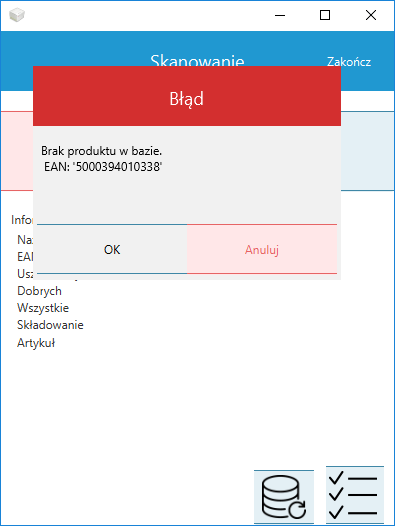 Skanowanie
Zakończ
Błąd
Brak produktu w bazie.
EAN: '5000394010338'
OK
Anuluj
Dobrych
Wszystkie
Składowanie
Artykuł